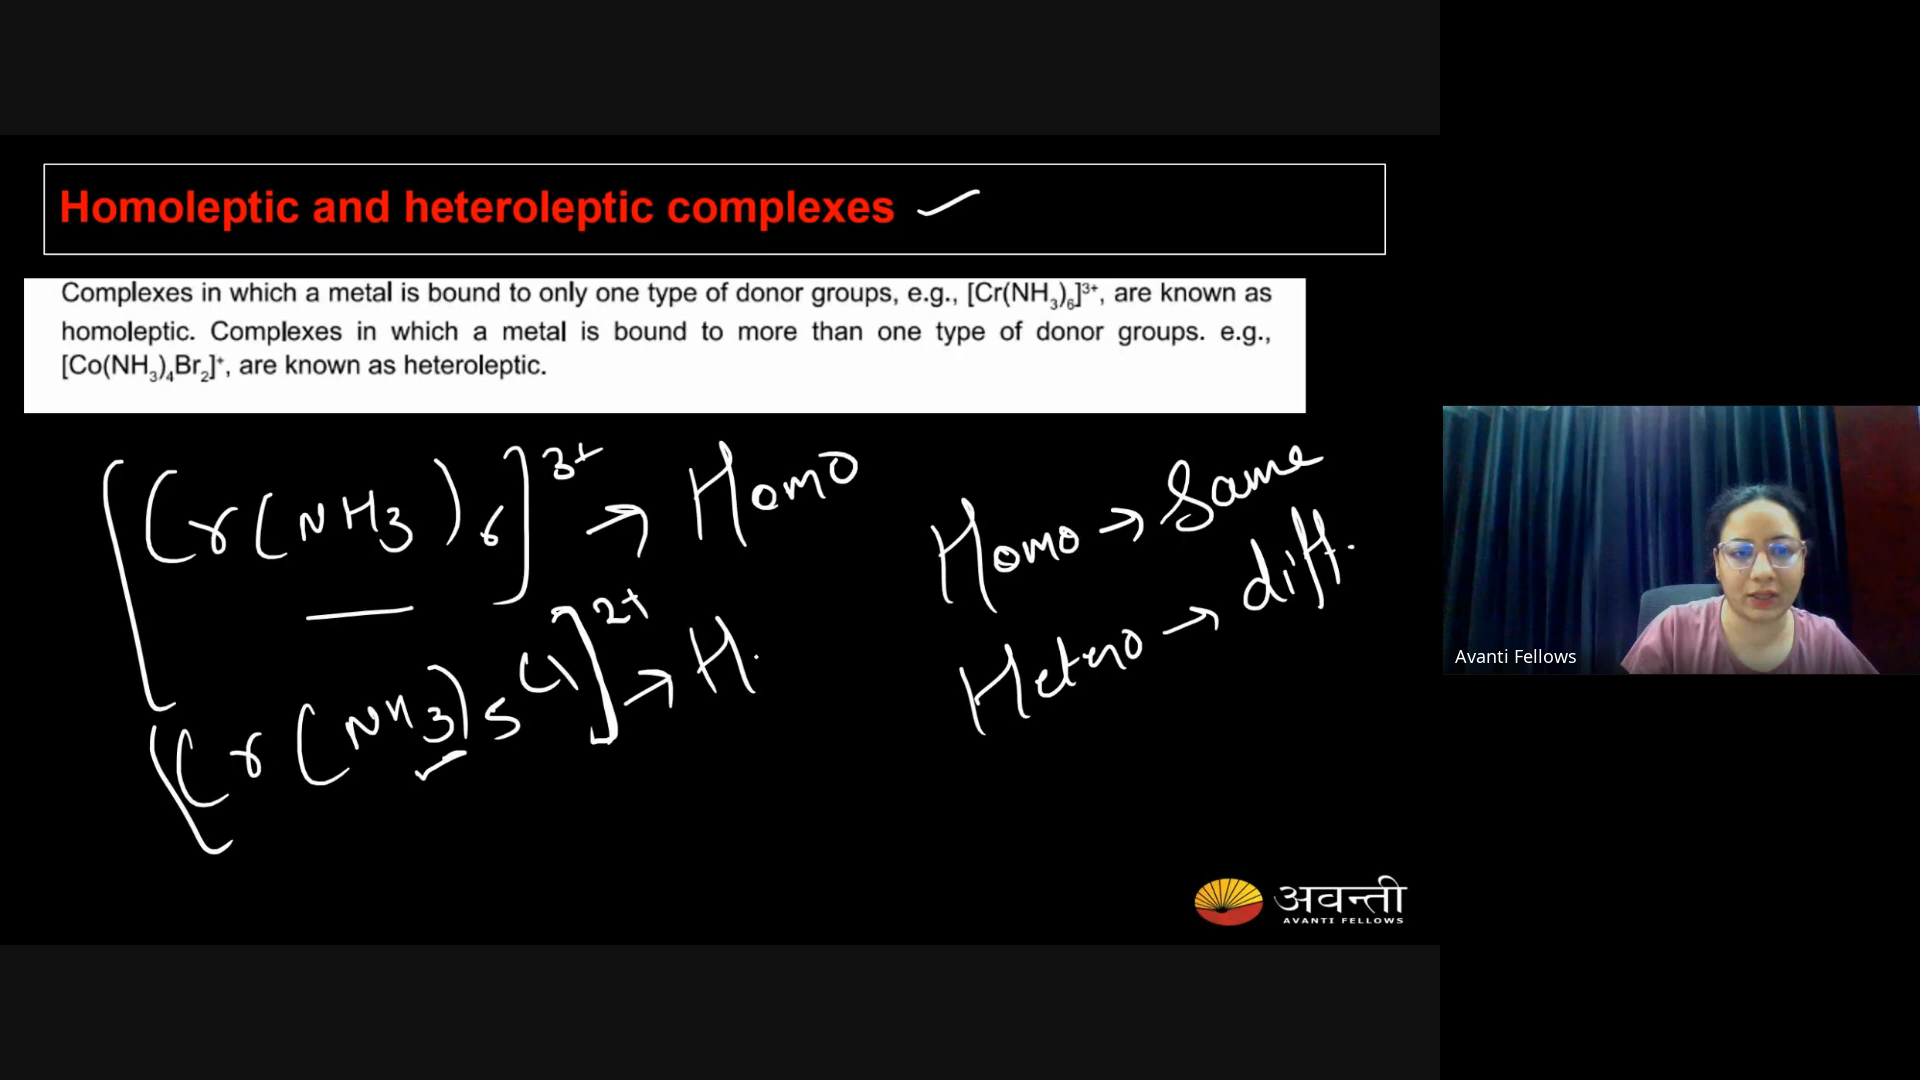 Homoleptic and heteroleptic complexes
Complexes in which a metal is bound to only one type of donor groups, e.g., [Cr(NH₃)₆]³⁺, are known as
homoleptic. Complexes in which a metal is bound to more than one type of donor groups. e.g.,
[Co(NH₃)₄Br₂]⁺, are known as heteroleptic.
[Cr(NH3)6]3+ → Homo
[Cr(NH3)5Cl]2+ → H.
Homo → Same
Hetero → diff.
Avanti Fellows
अवन्ती
AVANTI FELLOWS